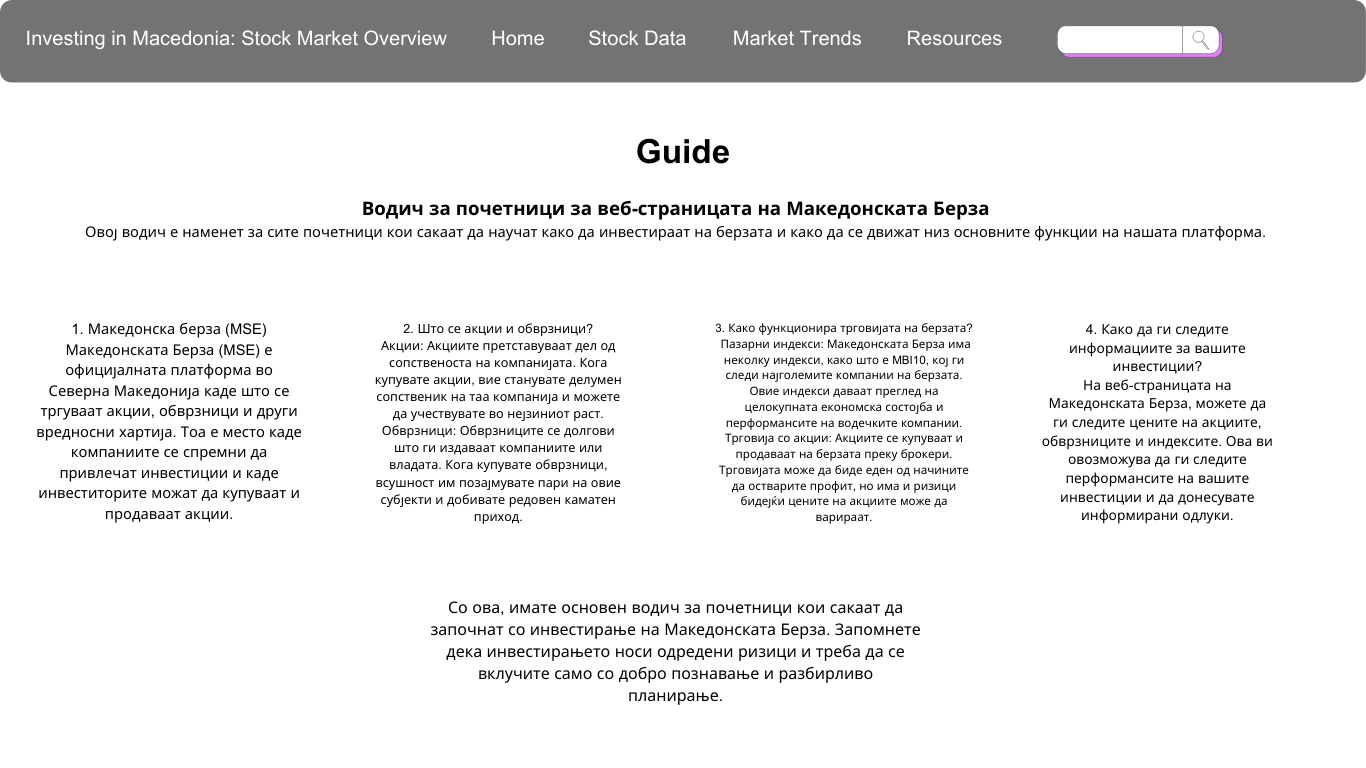 Investing in Macedonia: Stock Market Overview Home Stock Data Market Trends Resources
Guide
Водич за почетници за веб-страницата на Македонската Берза
Овој водич е наменет за сите почетници кои сакаат да научат како да инвестираат на берзата и како да се движат низ основните функции на нашата платформа.
1. Македонска берза (MSE)
Македонската Берза (MSE) е
официјалната платформа во
Северна Македонија каде што се
тргуваат акции, обврзници и други
вредносни хартија. Тоа е место каде
компаниите се спремни да
привлечат инвестиции и каде
инвеститорите можат да купуваат и
продаваат акции.
2. Што се акции и обврзници?
Акции: Акциите претставуваат дел од
сопственоста на компанијата. Кога
купувате акции, вие станувате делумен
сопственик на таа компанија и можете
да учествувате во нејзиниот раст.
Обврзници: Обврзниците се долгови
што ги издаваат компаниите или
владата. Кога купувате обврзници,
всушност им позајмувате пари на овие
субјекти и добивате редовен каматен
приход.
3. Како функционира трговијата на берзата?
Пазарни индекси: Македонската Берза има
неколку индекси, како што е MBI10, кој ги
следи најголемите компании на берзата.
Овие индекси даваат преглед на
целокупната економска состојба и
перформансите на водечките компании.
Трговија со акции: Акциите се купуваат и
продаваат на берзата преку брокери.
Трговијата може да биде еден од начините
да остварите профит, но има и ризици
бидејќи цените на акциите може да
варираат.
4. Како да ги следите
информациите за вашите
инвестиции?
На веб-страницата на
Македонската Берза, можете да
ги следите цените на акциите,
обврзниците и индексите. Ова ви
овозможува да ги следите
перформансите на вашите
инвестиции и да донесувате
информирани одлуки.
Со ова, имате основен водич за почетници кои сакаат да
започнат со инвестирање на Македонската Берза. Запомнете
дека инвестирањето носи одредени ризици и треба да се
вклучите само со добро познавање и разбирливо
планирање.